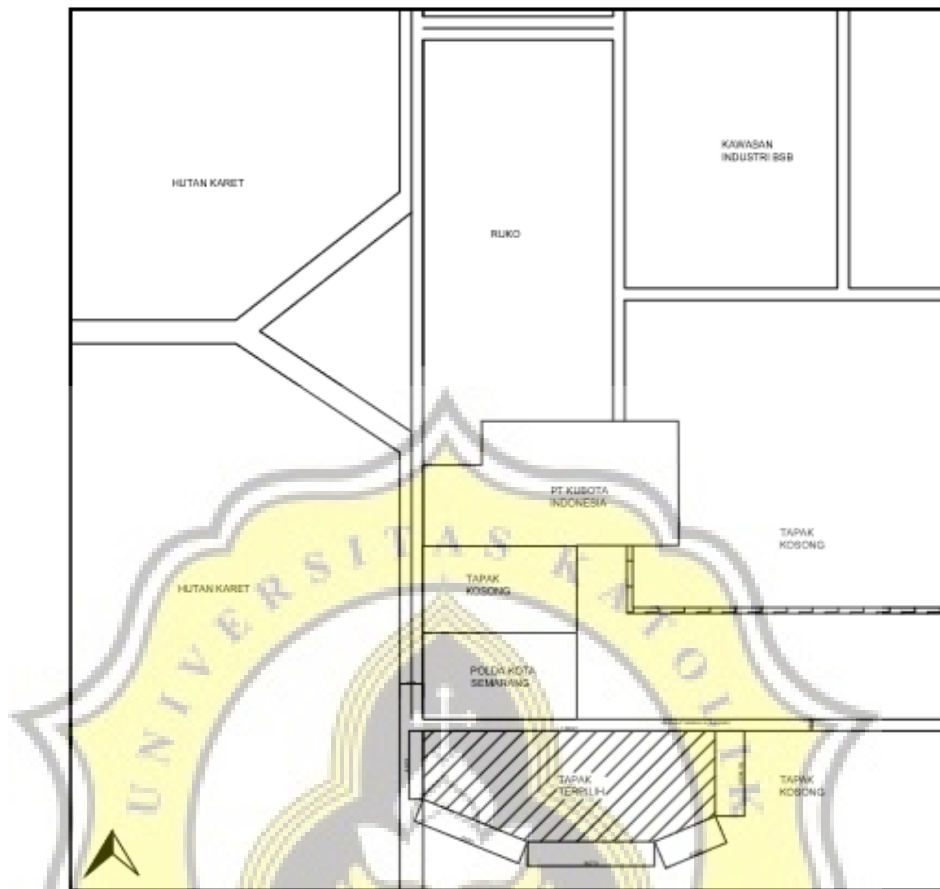 HUTAN KARET
RUKO
KAWASAN
INDUSTRI BSB
PT KUBOTA
INDONESIA
TAPAK
KOSONG
HUTAN KARET
TAPAK
KOSONG
POLDA KOTA
SEMARANG
TAPAK
TERPILIH
TAPAK
KOSONG
UNIVERSITAS KATOLIK